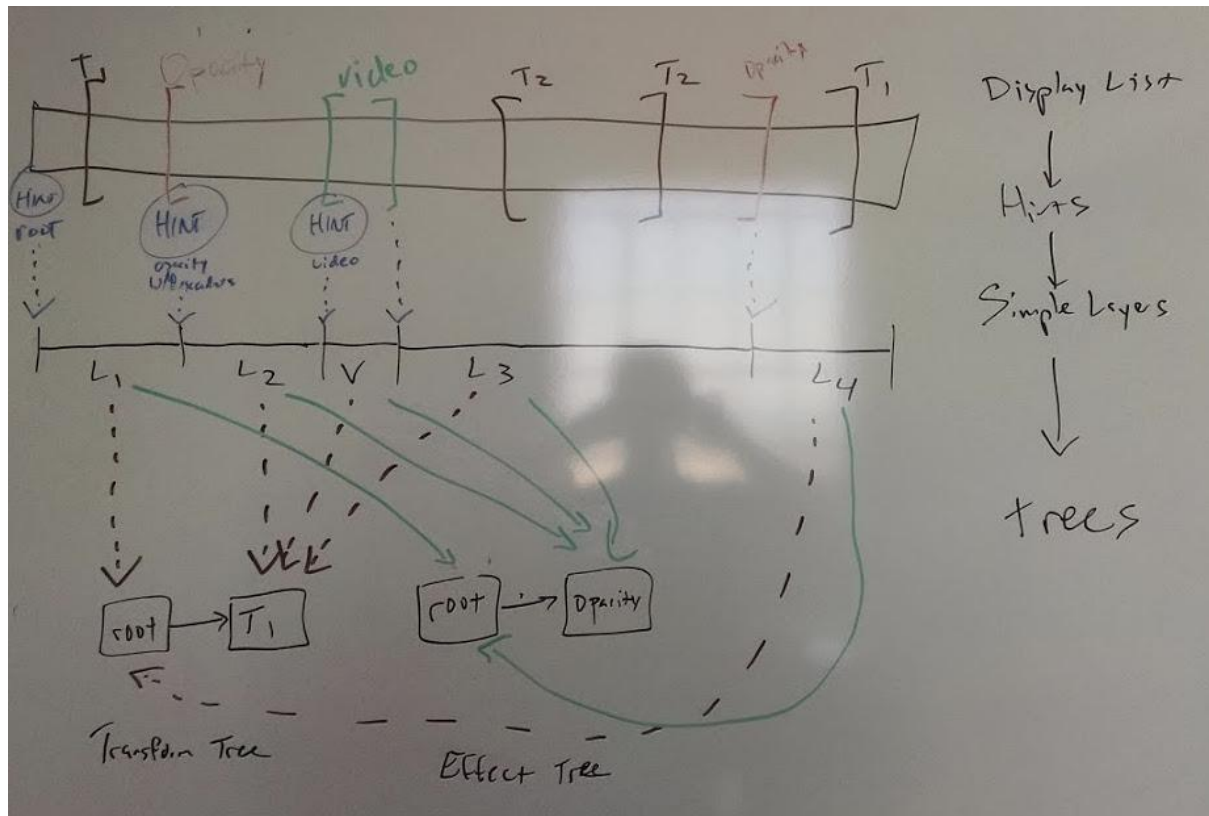 T1
Opacity
video
T2
T2
Opacity
T1
Display List
Hints
Simple Layers
trees
HINT
root
HINT
opacity
HINT
video
L1
L2
V
L3
L4
root
T1
root
Opacity
Transform Tree
Effect Tree